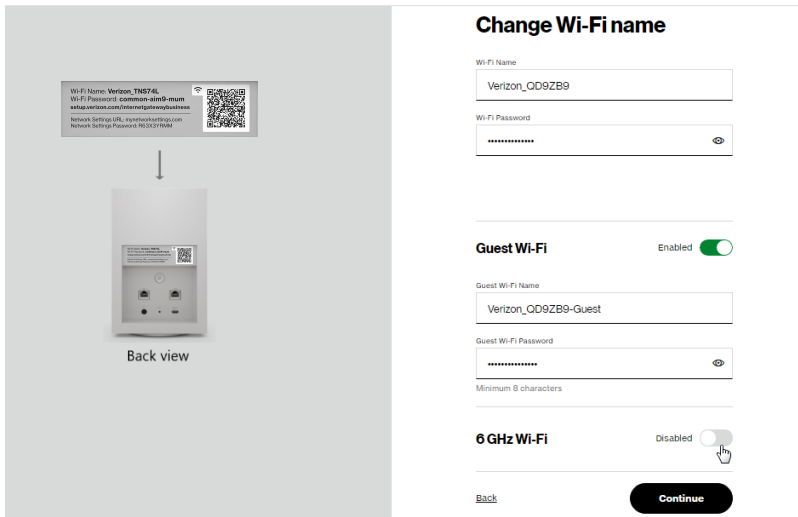 Wi-Fi Name: Verizon_TNS74L
Wi-Fi Password: common-aim9-mum
setup.verizon.com/internetgatewaybusiness
Network Settings URL: mynetworksettings.com
Network Settings Password: R53X3YRMM
Back view
Change Wi-Fi name
Wi-Fi Name
Verizon_QD9ZB9
Wi-Fi Password
••••••••••••••
Guest Wi-Fi
Enabled
Guest Wi-Fi Name
Verizon_QD9ZB9-Guest
Guest Wi-Fi Password
•••••••••••••••
Minimum 8 characters
6 GHz Wi-Fi
Disabled
Back
Continue